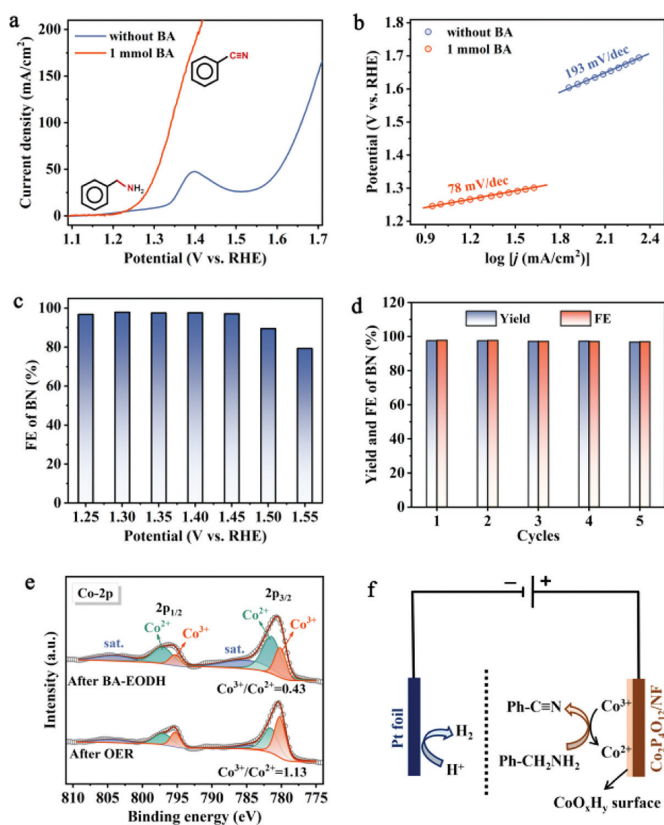 a
without BA
1 mmol BA
C≡N
NH₂
Current density (mA/cm²)
200
150
100
50
0
1.1 1.2 1.3 1.4 1.5 1.6 1.7
Potential (V vs. RHE)
b
without BA
1 mmol BA
193 mV/dec
78 mV/dec
Potential (V vs. RHE)
1.8
1.7
1.6
1.5
1.4
1.3
1.2
0.9 1.2 1.5 1.8 2.1 2.4
log [j (mA/cm²)]
c
FE of BN (%)
100
80
60
40
20
0
1.25 1.30 1.35 1.40 1.45 1.50 1.55
Potential (V vs. RHE)
d
Yield FE
Yield and FE of BN (%)
120
100
80
60
40
20
0
1 2 3 4 5
Cycles
e
Co-2p
2p₁/₂ 2p₃/₂
Co²⁺ Co³⁺ Co²⁺ Co³⁺
sat. sat.
After BA-EODH Co³⁺/Co²⁺=0.43
After OER Co³⁺/Co²⁺=1.13
Intensity (a.u.)
810 805 800 795 790 785 780 775
Binding energy (eV)
f
− +
Pt foil
H₂
H⁺
Ph-C≡N
Ph-CH₂NH₂
Co³⁺
Co²⁺
Co₂P₄O₁₂/NF
CoOₓHᵧ surface